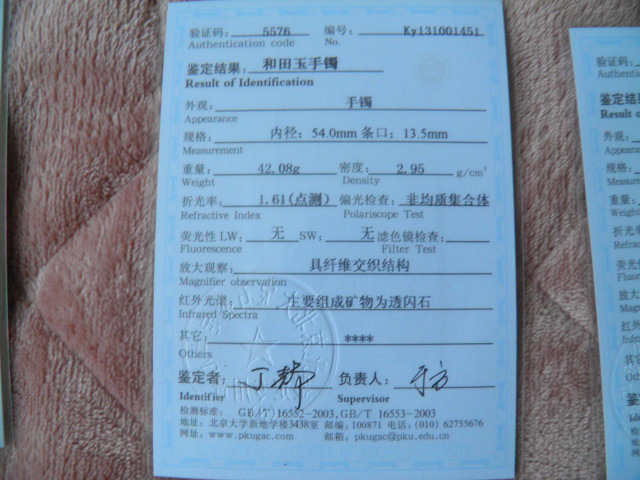 验证码： 5576 编号： Ky131001451
Authentication code No.
鉴定结果： 和田玉手镯
Result of Identification
外观： 手镯
Appearance
规格： 内径：54.0mm 条口：13.5mm
Measurement
重量： 42.08g 密度： 2.95 g/cm³
Weight Density
折光率： 1.61(点测) 偏光检查： 非均质集合体
Refractive Index Polariscope Test
荧光性 LW： 无 SW： 无 滤色镜检查：
Fluorescence Filter Test
放大观察： 具纤维交织结构
Magnifier observation
红外光谱： 主要组成矿物为透闪石
Infrared Spectra
其它： ****
Others
鉴定者： 负责人：
Identifier Supervisor
检测标准： GB/T 16552-2003,GB/T 16553-2003
地址：北京大学新地学楼3438室 邮编：100871 电话：(010) 62755676
网址：www.pkugac.com 邮箱：pkugac@pku.edu.cn